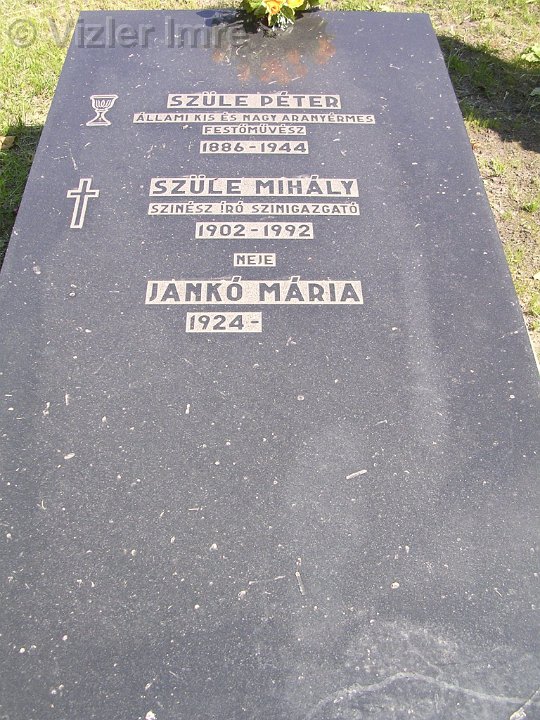 © Vizler Imre
SZÜLE PÉTER
ÁLLAMI KIS ÉS NAGY ARANYÉRMES
FESTŐMŰVÉSZ
1886-1944
SZÜLE MIHÁLY
SZINÉSZ ÍRÓ SZINIGAZGATÓ
1902-1992
NEJE
JANKÓ MÁRIA
1924-